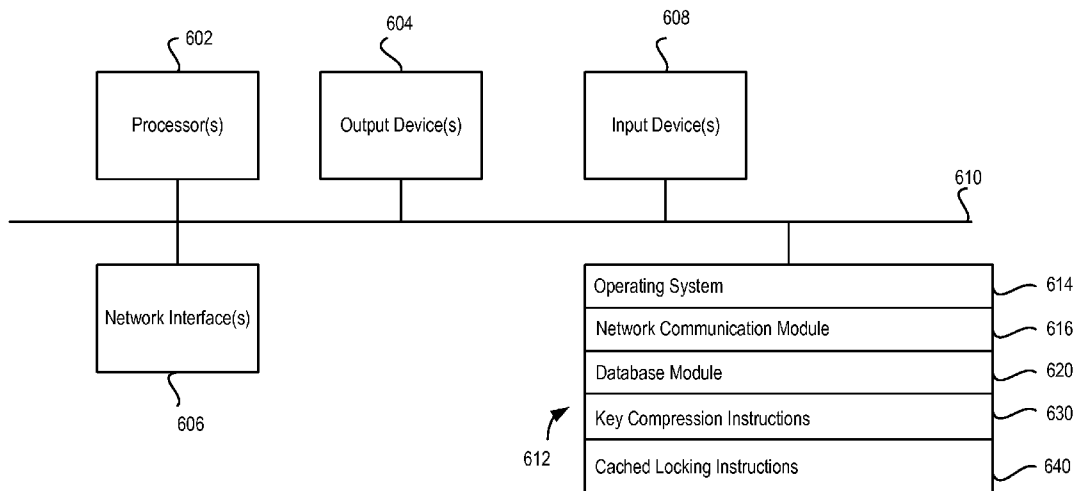 602
604
608
Processor(s)
Output Device(s)
Input Device(s)
610
Network Interface(s)
606
Operating System
614
Network Communication Module
616
Database Module
620
Key Compression Instructions
630
612
Cached Locking Instructions
640